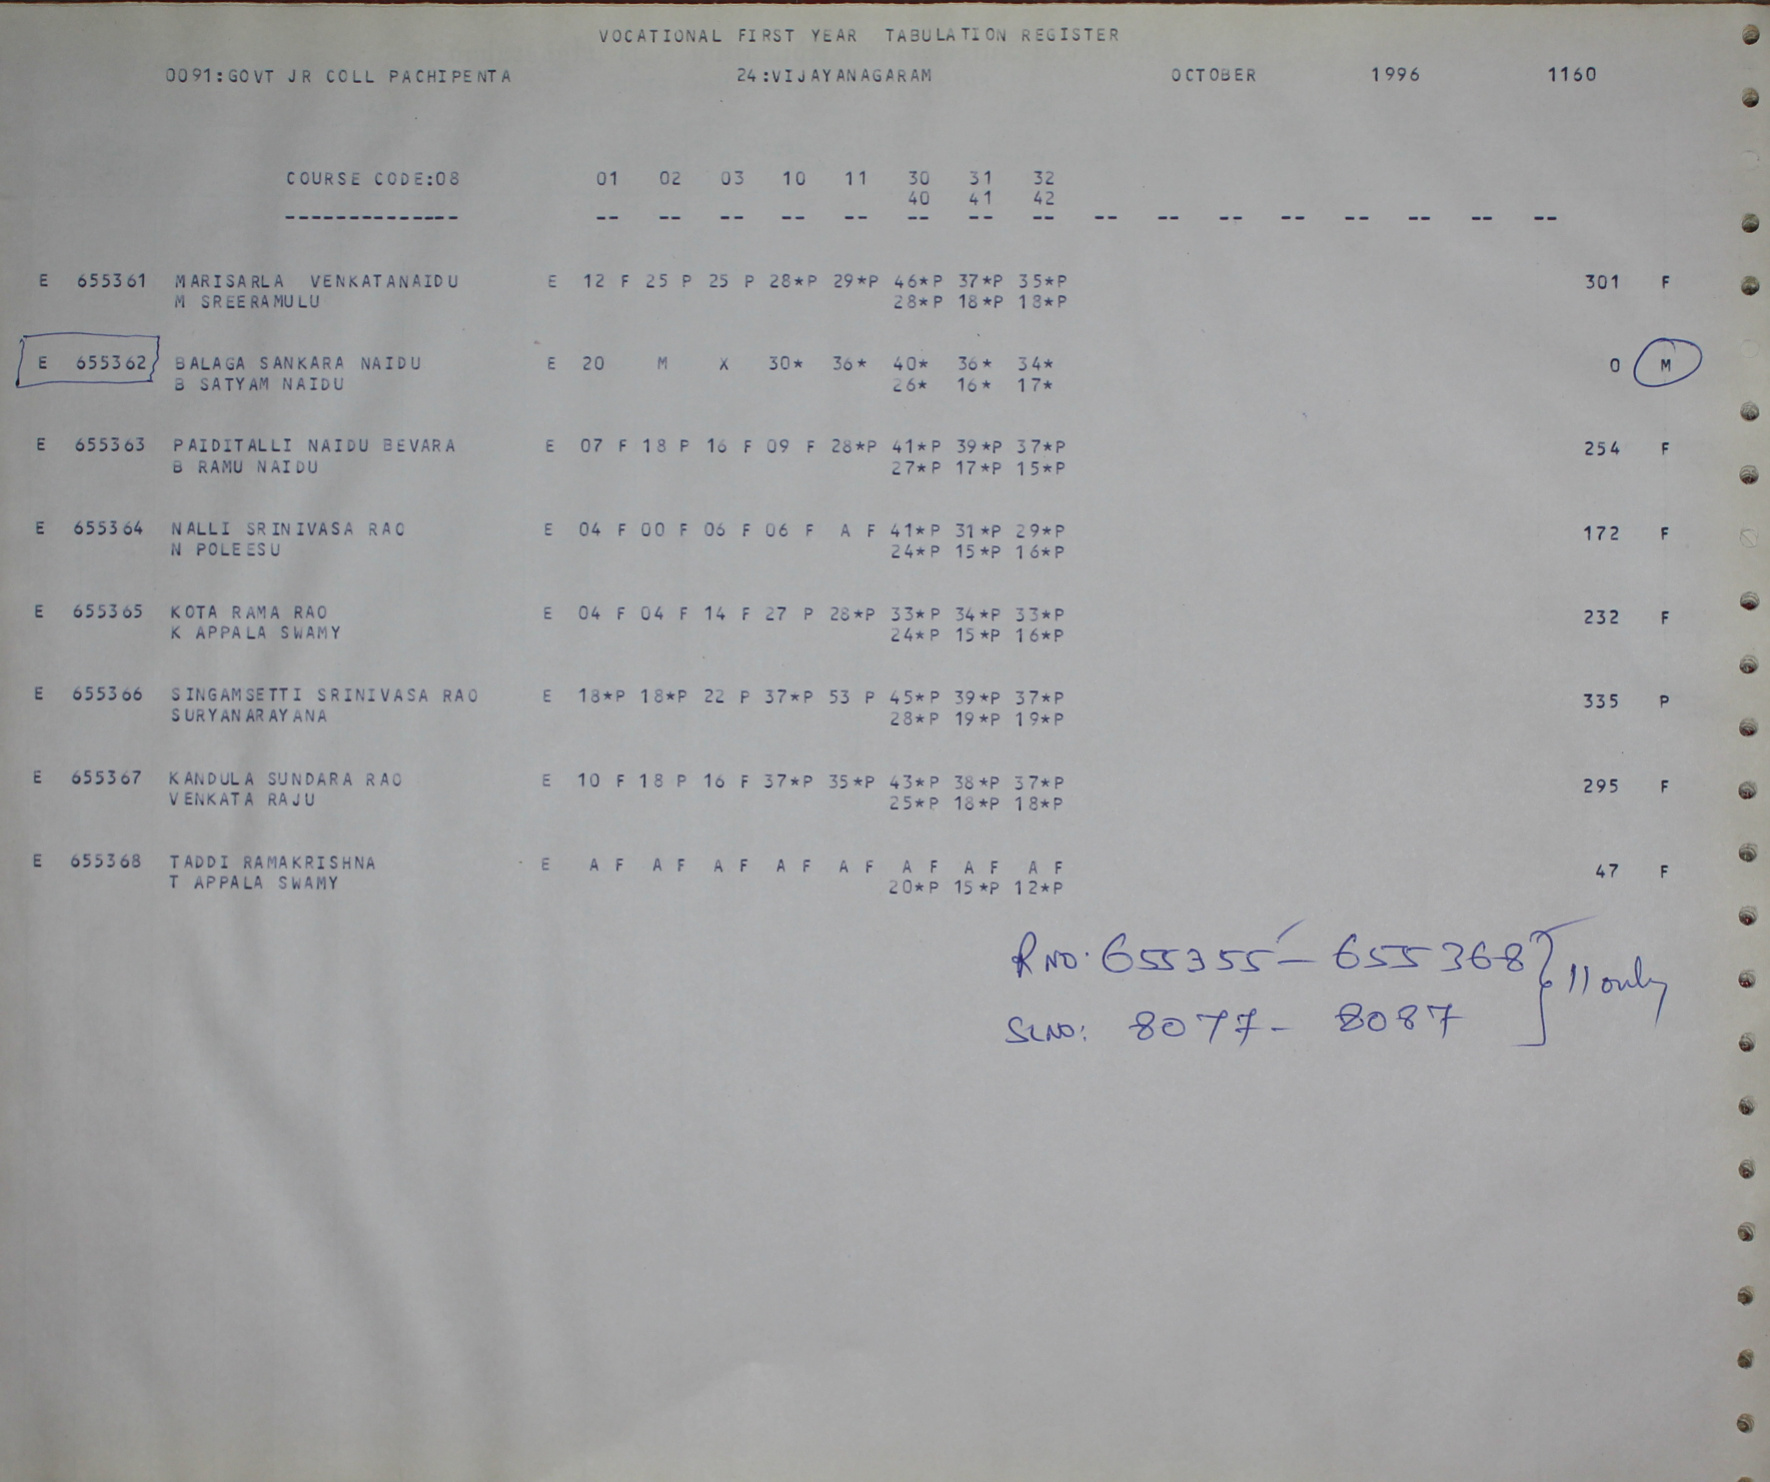 VOCATIONAL FIRST YEAR TABULATION REGISTER
0091:GOVT JR COLL PACHIPENTA 24:VIJAYANAGARAM OCTOBER 1996 1160
COURSE CODE:08 01 02 03 10 11 30 31 32
40 41 42
-------------- -- -- -- -- -- -- -- -- -- -- -- -- -- -- -- --
E 655361 MARISARLA VENKATANAIDU E 12 F 25 P 25 P 28*P 29*P 46*P 37*P 35*P 301 F
M SREERAMULU 28*P 18*P 18*P
E 655362 BALAGA SANKARA NAIDU E 20 M X 30* 36* 40* 36* 34* 0 M
B SATYAM NAIDU 26* 16* 17*
E 655363 PAIDITALLI NAIDU BEVARA E 07 F 18 P 16 F 09 F 28*P 41*P 39*P 37*P 254 F
B RAMU NAIDU 27*P 17*P 15*P
E 655364 NALLI SRINIVASA RAO E 04 F 00 F 06 F 06 F A F 41*P 31*P 29*P 172 F
N POLEESU 24*P 15*P 16*P
E 655365 KOTA RAMA RAO E 04 F 04 F 14 F 27 P 28*P 33*P 34*P 33*P 232 F
K APPALA SWAMY 24*P 15*P 16*P
E 655366 SINGAMSETTI SRINIVASA RAO E 18*P 18*P 22 P 37*P 53 P 45*P 39*P 37*P 335 P
SURYANARAYANA 28*P 19*P 19*P
E 655367 KANDULA SUNDARA RAO E 10 F 18 P 16 F 37*P 35*P 43*P 38*P 37*P 295 F
VENKATA RAJU 25*P 18*P 18*P
E 655368 TADDI RAMAKRISHNA E A F A F A F A F A F A F A F A F 47 F
T APPALA SWAMY 20*P 15*P 12*P
R NO: 655355 - 655368 } 11 only
SLNO: 8077 - 8087